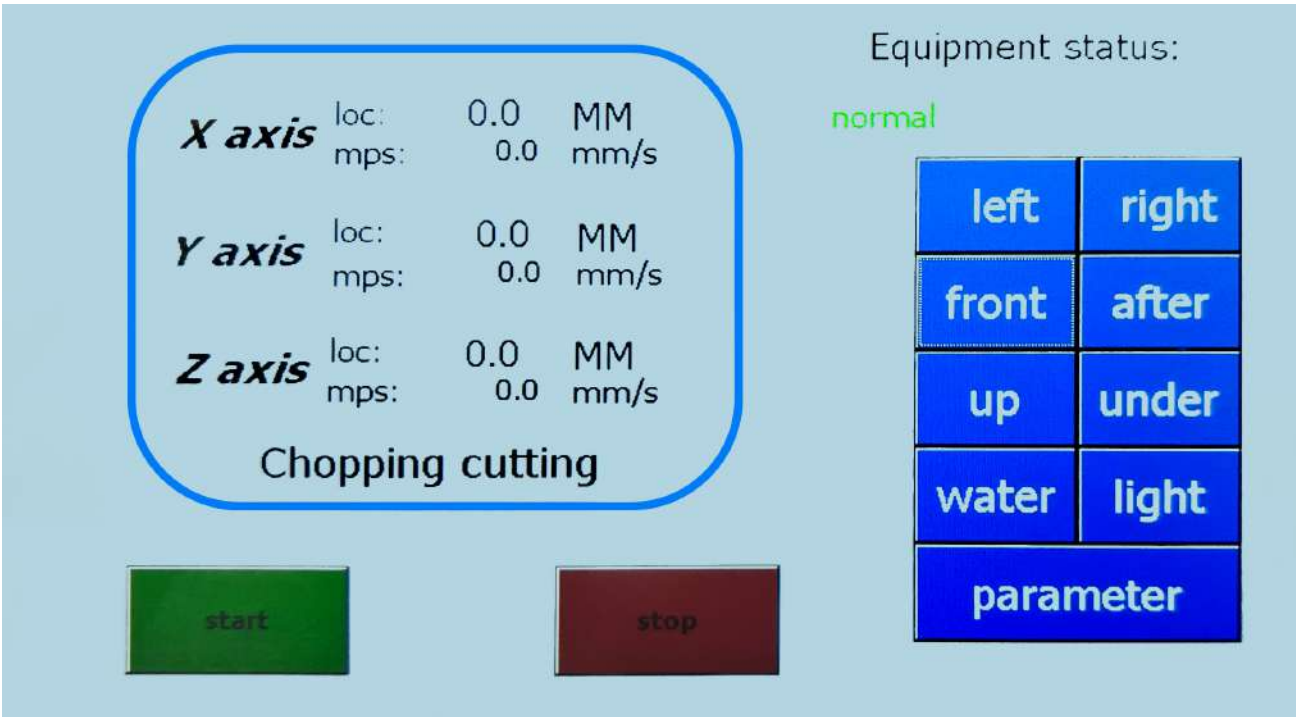 Equipment status:
normal
X axis loc: 0.0 MM
mps: 0.0 mm/s
Y axis loc: 0.0 MM
mps: 0.0 mm/s
Z axis loc: 0.0 MM
mps: 0.0 mm/s
Chopping cutting
left right
front after
up under
water light
parameter
start stop